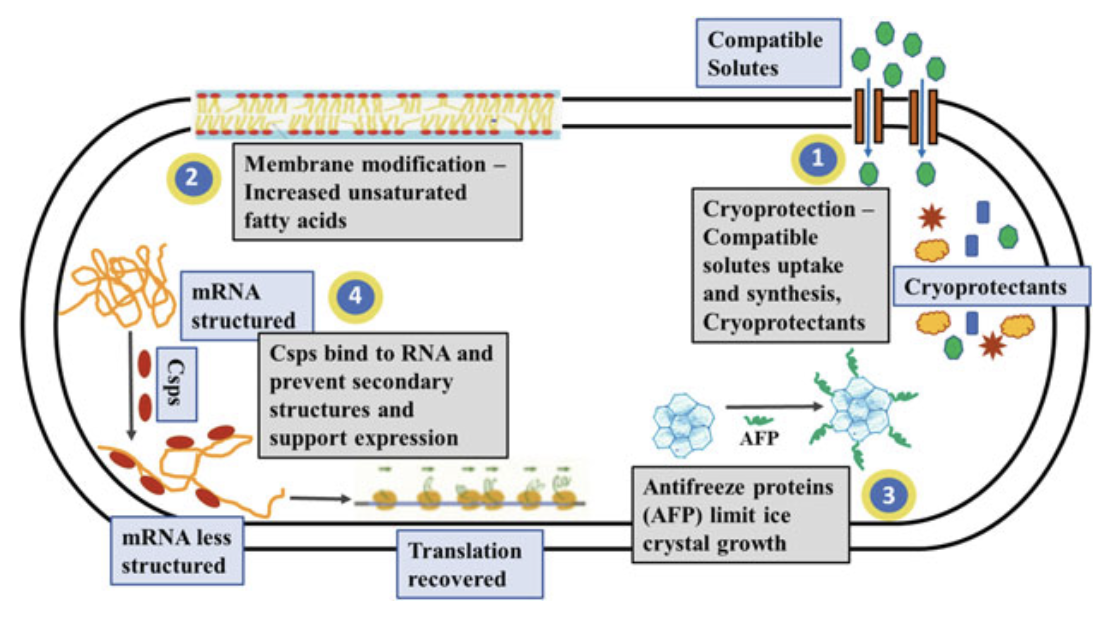 Compatible
Solutes
1
Cryoprotection –
Compatible
solutes uptake
and synthesis,
Cryoprotectants
Cryoprotectants
2
Membrane modification –
Increased unsaturated
fatty acids
mRNA
structured
4
Csps bind to RNA and
prevent secondary
structures and
support expression
Csps
mRNA less
structured
Translation
recovered
AFP
3
Antifreeze proteins
(AFP) limit ice
crystal growth